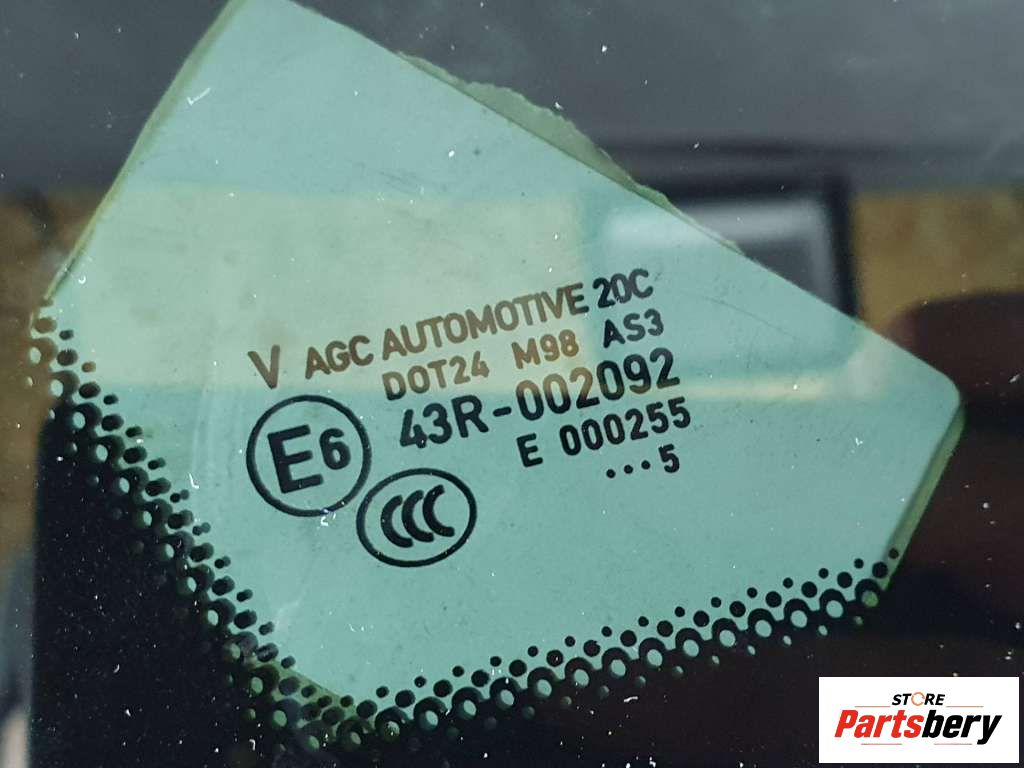 V AGC AUTOMOTIVE 20C
DOT24 M98 AS3
43R-002092
E6
E 000255
CCC
...5
STORE
Partsbery